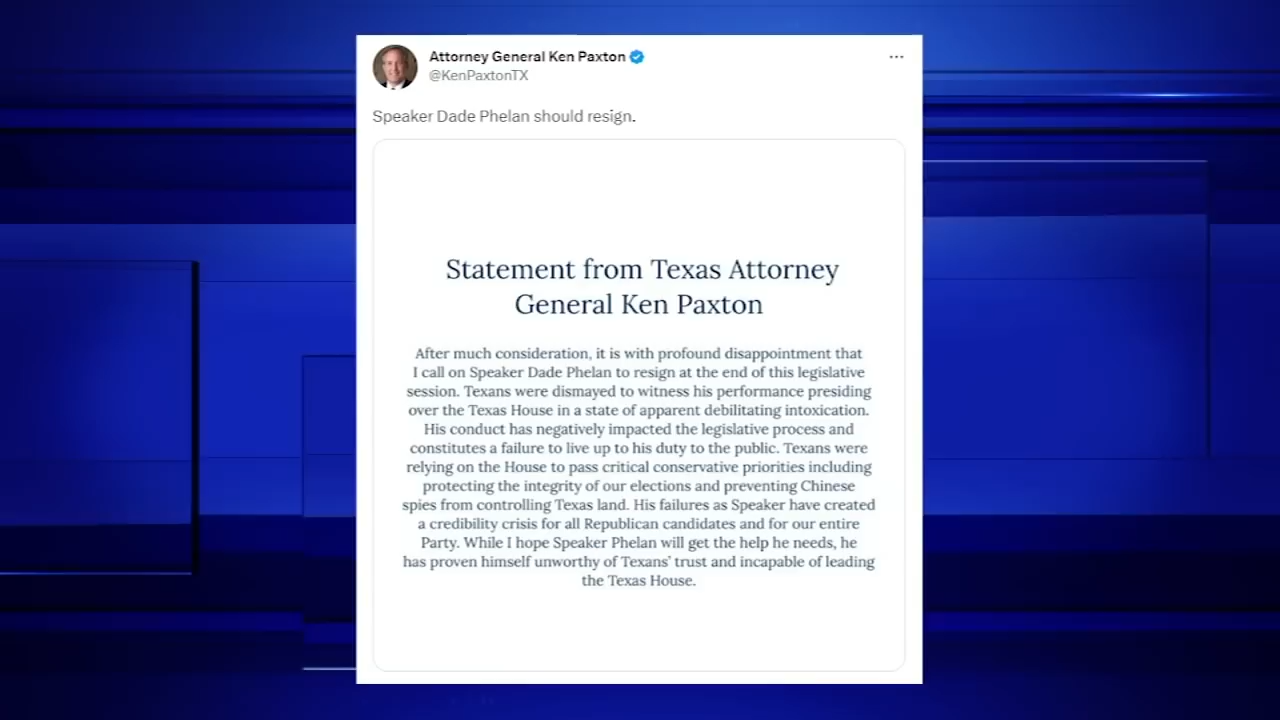 Attorney General Ken Paxton
@KenPaxtonTX
Speaker Dade Phelan should resign.
Statement from Texas Attorney
General Ken Paxton
After much consideration, it is with profound disappointment that
I call on Speaker Dade Phelan to resign at the end of this legislative
session. Texans were dismayed to witness his performance presiding
over the Texas House in a state of apparent debilitating intoxication.
His conduct has negatively impacted the legislative process and
constitutes a failure to live up to his duty to the public. Texans were
relying on the House to pass critical conservative priorities including
protecting the integrity of our elections and preventing Chinese
spies from controlling Texas land. His failures as Speaker have created
a credibility crisis for all Republican candidates and for our entire
Party. While I hope Speaker Phelan will get the help he needs, he
has proven himself unworthy of Texans’ trust and incapable of leading
the Texas House.